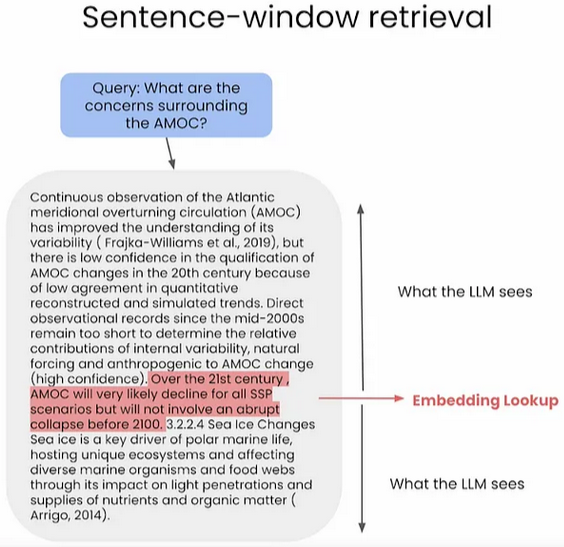 Sentence-window retrieval
Query: What are the
concerns surrounding
the AMOC?
Continuous observation of the Atlantic
meridional overturning circulation (AMOC)
has improved the understanding of its
variability ( Frajka-Williams et al., 2019), but
there is low confidence in the qualification of
AMOC changes in the 20th century because
of low agreement in quantitative
reconstructed and simulated trends. Direct
observational records since the mid-2000s
remain too short to determine the relative
contributions of internal variability, natural
forcing and anthropogenic to AMOC change
(high confidence). Over the 21st century ,
AMOC will very likely decline for all SSP
scenarios but will not involve an abrupt
collapse before 2100. 3.2.2.4 Sea Ice Changes
Sea ice is a key driver of polar marine life,
hosting unique ecosystems and affecting
diverse marine organisms and food webs
through its impact on light penetrations and
supplies of nutrients and organic matter (
Arrigo, 2014).
What the LLM sees
Embedding Lookup
What the LLM sees